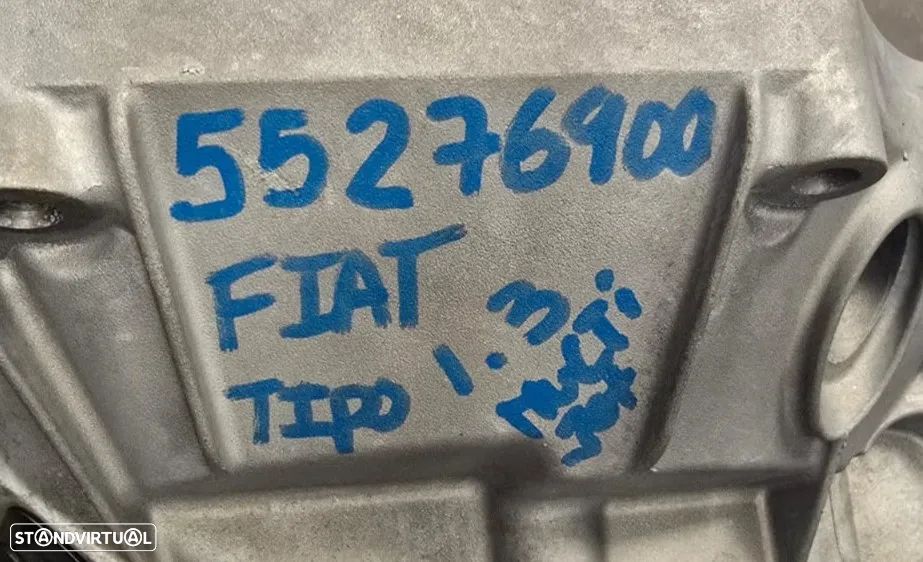 55276900
FIAT
TIPO 1.3
STANDVIRTUAL